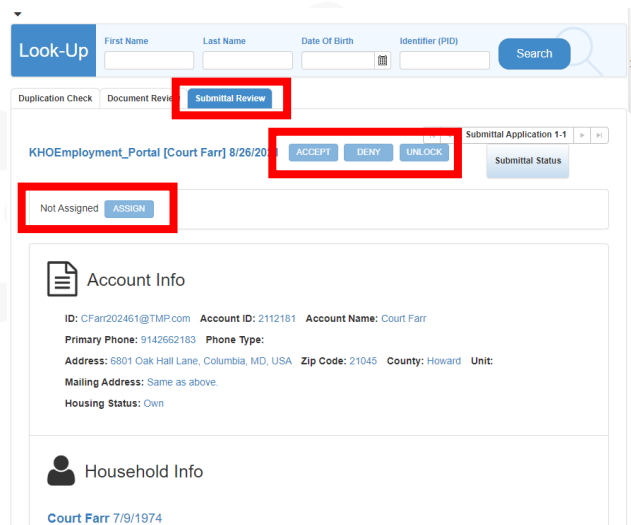 Look-Up
First Name Last Name Date Of Birth Identifier (PID)
Search
Duplication Check Document Review Submittal Review
Submittal Application 1-1
KHOEmployment_Portal [Court Farr] ACCEPT DENY UNLOCK
Submittal Status
Not Assigned ASSIGN
Account Info
ID: CFarr202461@TMP.com Account ID: 2112181 Account Name: Court Farr
Primary Phone: 9142662183 Phone Type:
Address: 6801 Oak Hall Lane, Columbia, MD, USA Zip Code: 21045 County: Howard Unit:
Mailing Address: Same as above.
Housing Status: Own
Household Info
Court Farr 7/9/1974